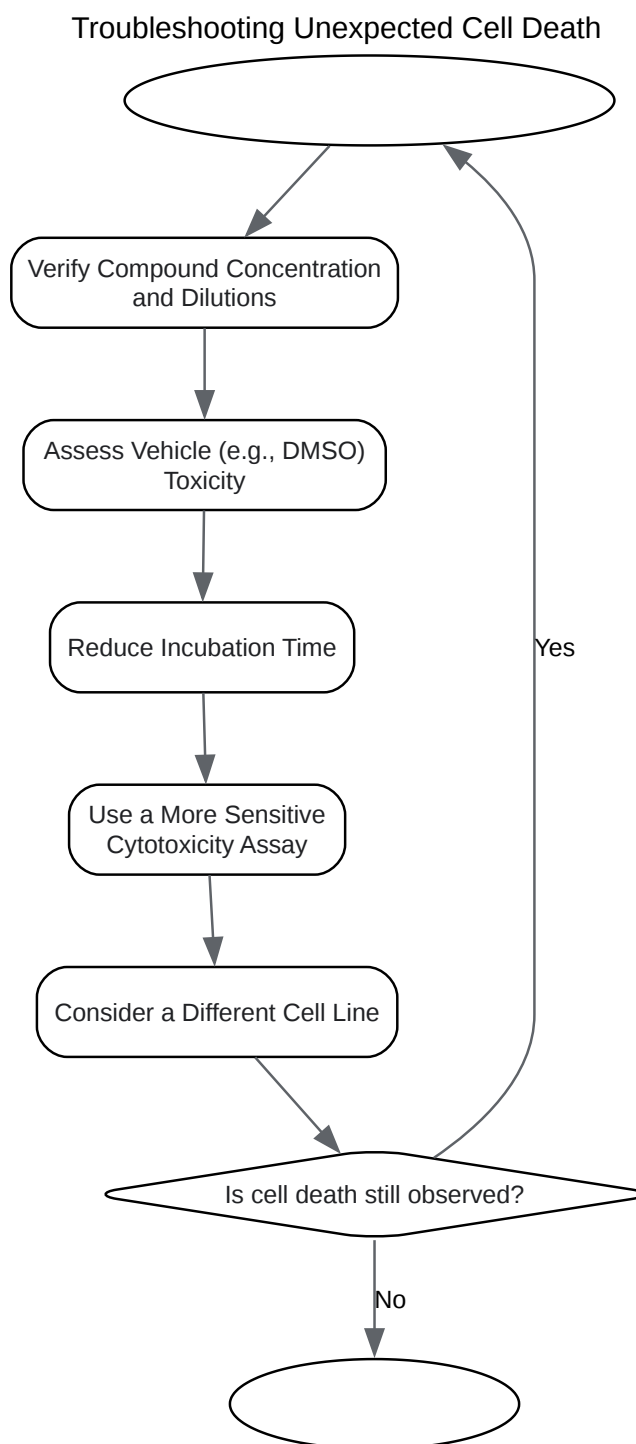 Troubleshooting Unexpected Cell Death
Verify Compound Concentration
and Dilutions
Assess Vehicle (e.g., DMSO)
Toxicity
Reduce Incubation Time
Yes
Use a More Sensitive
Cytotoxicity Assay
Consider a Different Cell Line
Is cell death still observed?
No